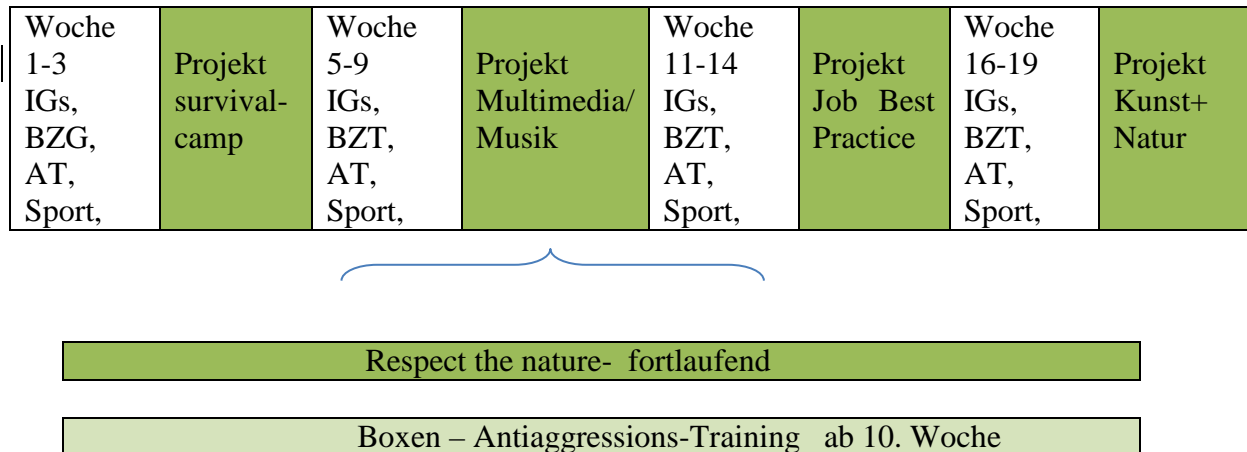 Woche
1-3
IGs,
BZG,
AT,
Sport,
Projekt
survival-
camp
Woche
5-9
IGs,
BZT,
AT,
Sport,
Projekt
Multimedia/
Musik
Woche
11-14
IGs,
BZT,
AT,
Sport,
Projekt
Job Best
Practice
Woche
16-19
IGs,
BZT,
AT,
Sport,
Projekt
Kunst+
Natur
Respect the nature- fortlaufend
Boxen – Antiaggressions-Training ab 10. Woche